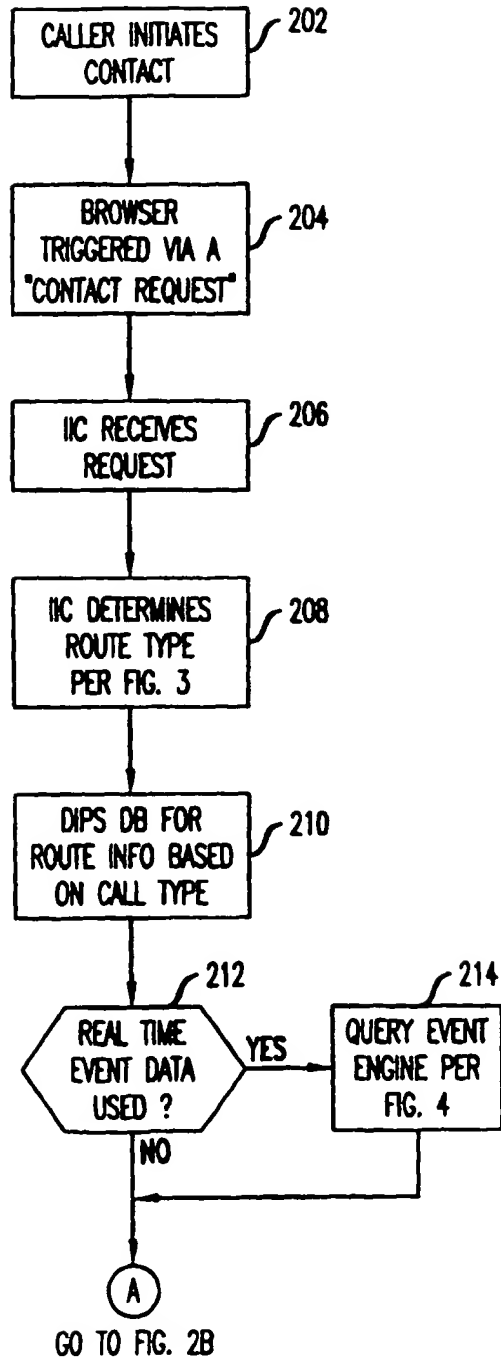 CALLER INITIATES
CONTACT
202
BROWSER
TRIGGERED VIA A
"CONTACT REQUEST"
204
IIC RECEIVES
REQUEST
206
IIC DETERMINES
ROUTE TYPE
PER FIG. 3
208
DIPS DB FOR
ROUTE INFO BASED
ON CALL TYPE
210
212
REAL TIME
EVENT DATA
USED ?
YES
NO
214
QUERY EVENT
ENGINE PER
FIG. 4
A
GO TO FIG. 2B